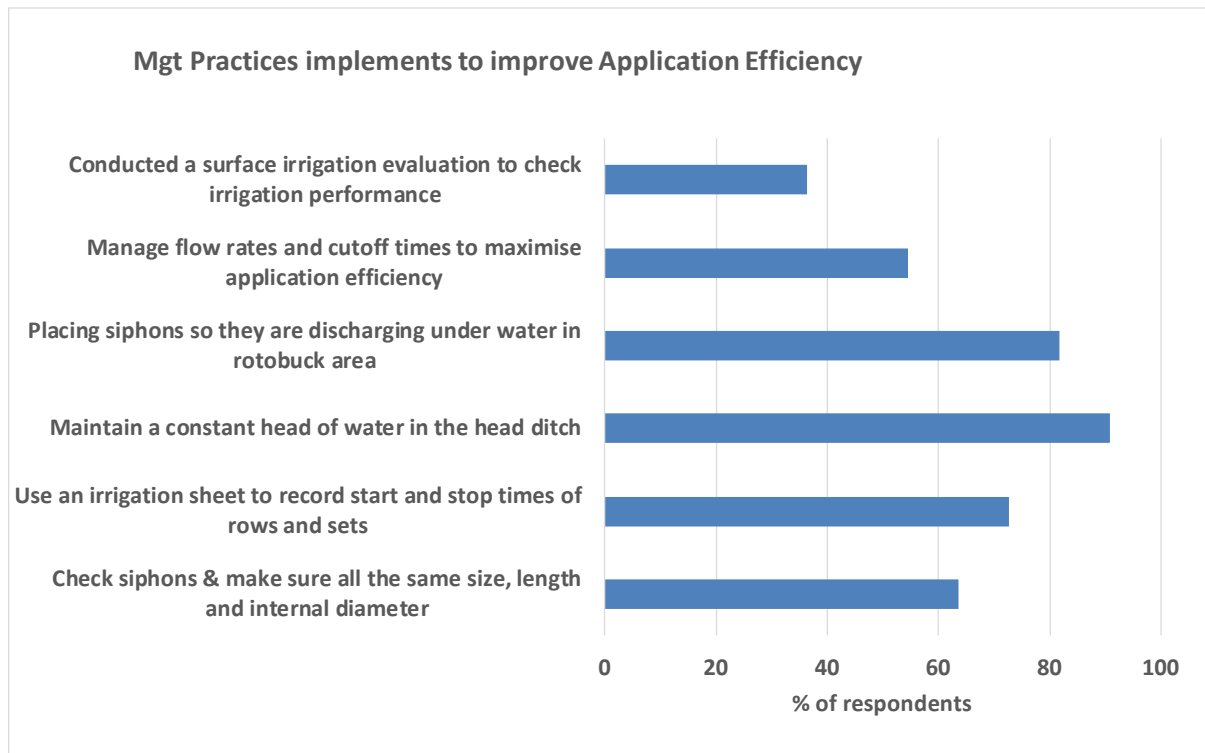 Mgt Practices implements to improve Application Efficiency
Conducted a surface irrigation evaluation to check
irrigation performance
Manage flow rates and cutoff times to maximise
application efficiency
Placing siphons so they are discharging under water in
rotobuck area
Maintain a constant head of water in the head ditch
Use an irrigation sheet to record start and stop times of
rows and sets
Check siphons & make sure all the same size, length
and internal diameter
0 20 40 60 80 100
% of respondents